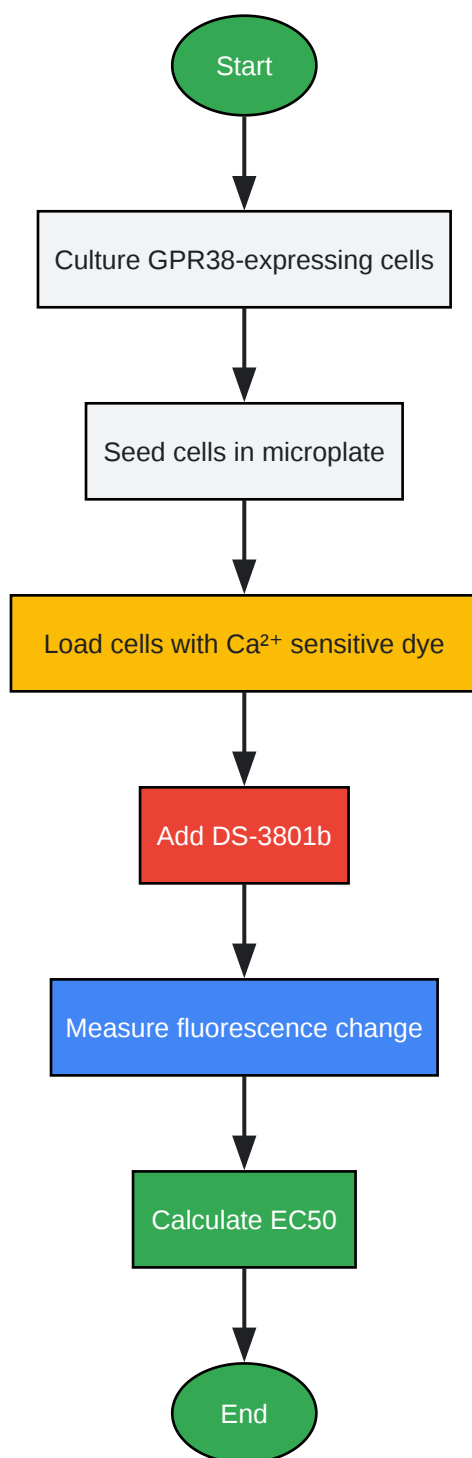 Start
Culture GPR38-expressing cells
Seed cells in microplate
Load cells with Ca²⁺ sensitive dye
Add DS-3801b
Measure fluorescence change
Calculate EC50
End